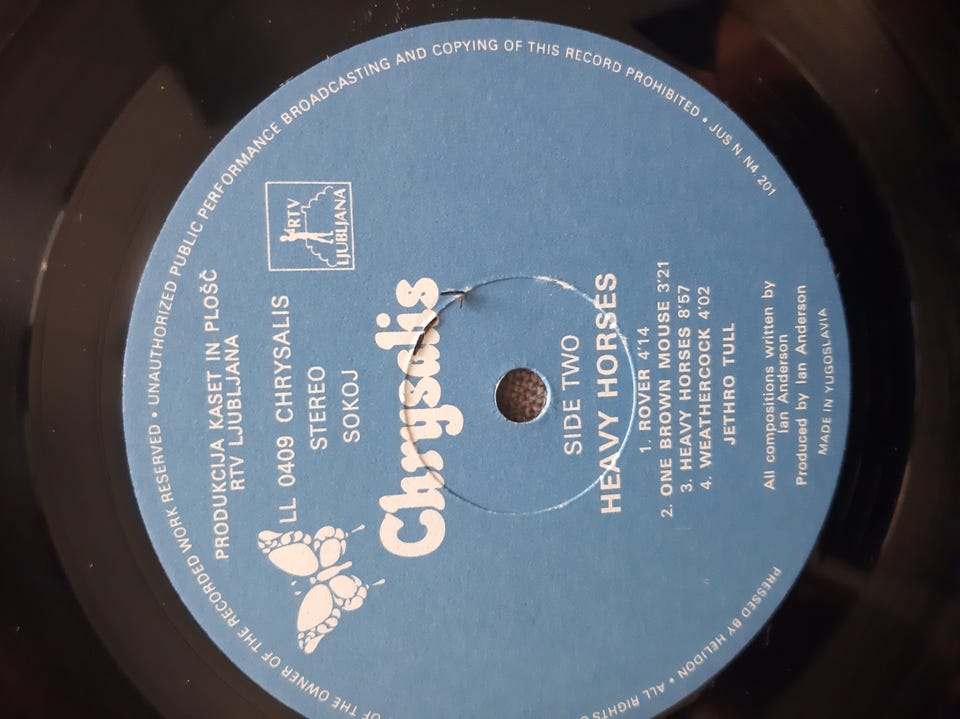 PRODUKCIJA KASET IN PLOŠČ
RTV LJUBLJANA
LL 0409 CHRYSALIS
STEREO
SOKOJ
RTV
LJUBLJANA
Chrysalis
SIDE TWO
HEAVY HORSES
1. ROVER 4'14
2. ONE BROWN MOUSE 3'21
3. HEAVY HORSES 8'57
4. WEATHERCOCK 4'02
JETHRO TULL
All compositions written by
Ian Anderson
Produced by Ian Anderson
MADE IN YUGOSLAVIA
OF THE OWNER OF THE RECORDED WORK RESERVED • UNAUTHORIZED PUBLIC PERFORMANCE BROADCASTING AND COPYING OF THIS RECORD PROHIBITED • JUS N. N4. 201
PRESSED BY HELIDON • ALL RIGHTS